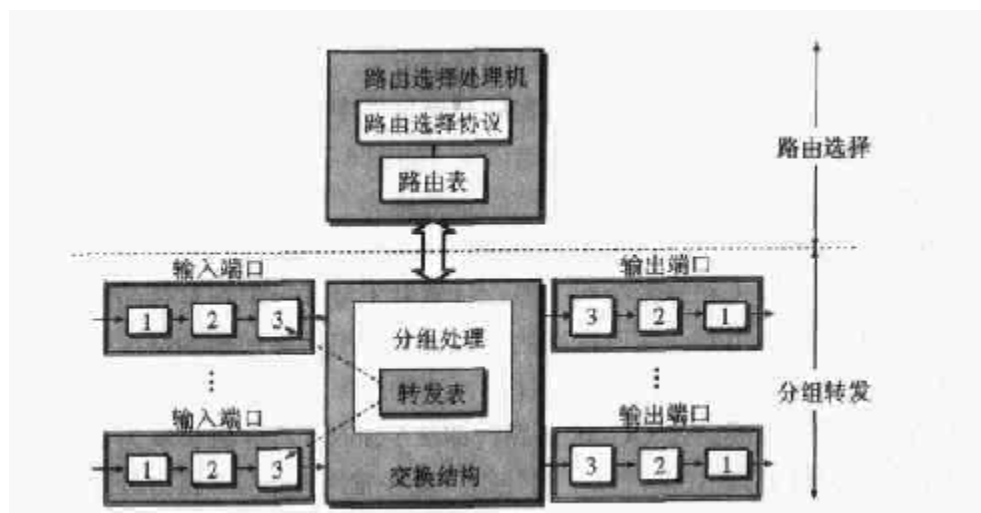 路由选择处理机
路由选择协议
路由表
路由选择
输入端口
输出端口
1 2 3
3 2 1
分组处理
转发表
分组转发
输入端口
输出端口
1 2 3
3 2 1
交换结构